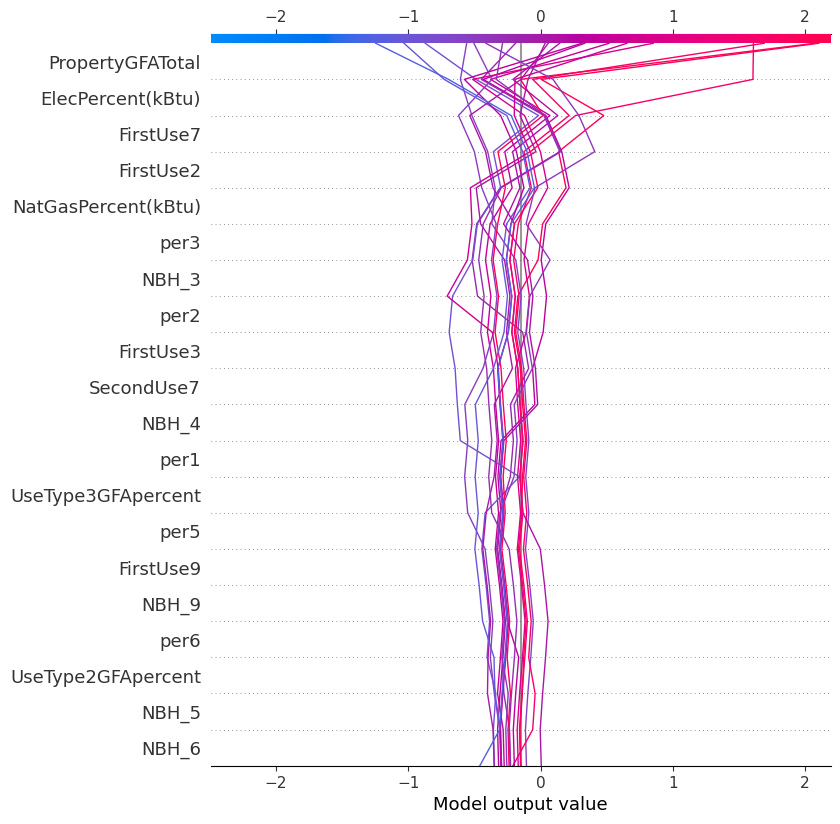 −2 −1 0 1 2
PropertyGFATotal
ElecPercent(kBtu)
FirstUse7
FirstUse2
NatGasPercent(kBtu)
per3
NBH_3
per2
FirstUse3
SecondUse7
NBH_4
per1
UseType3GFApercent
per5
FirstUse9
NBH_9
per6
UseType2GFApercent
NBH_5
NBH_6
−2 −1 0 1 2
Model output value